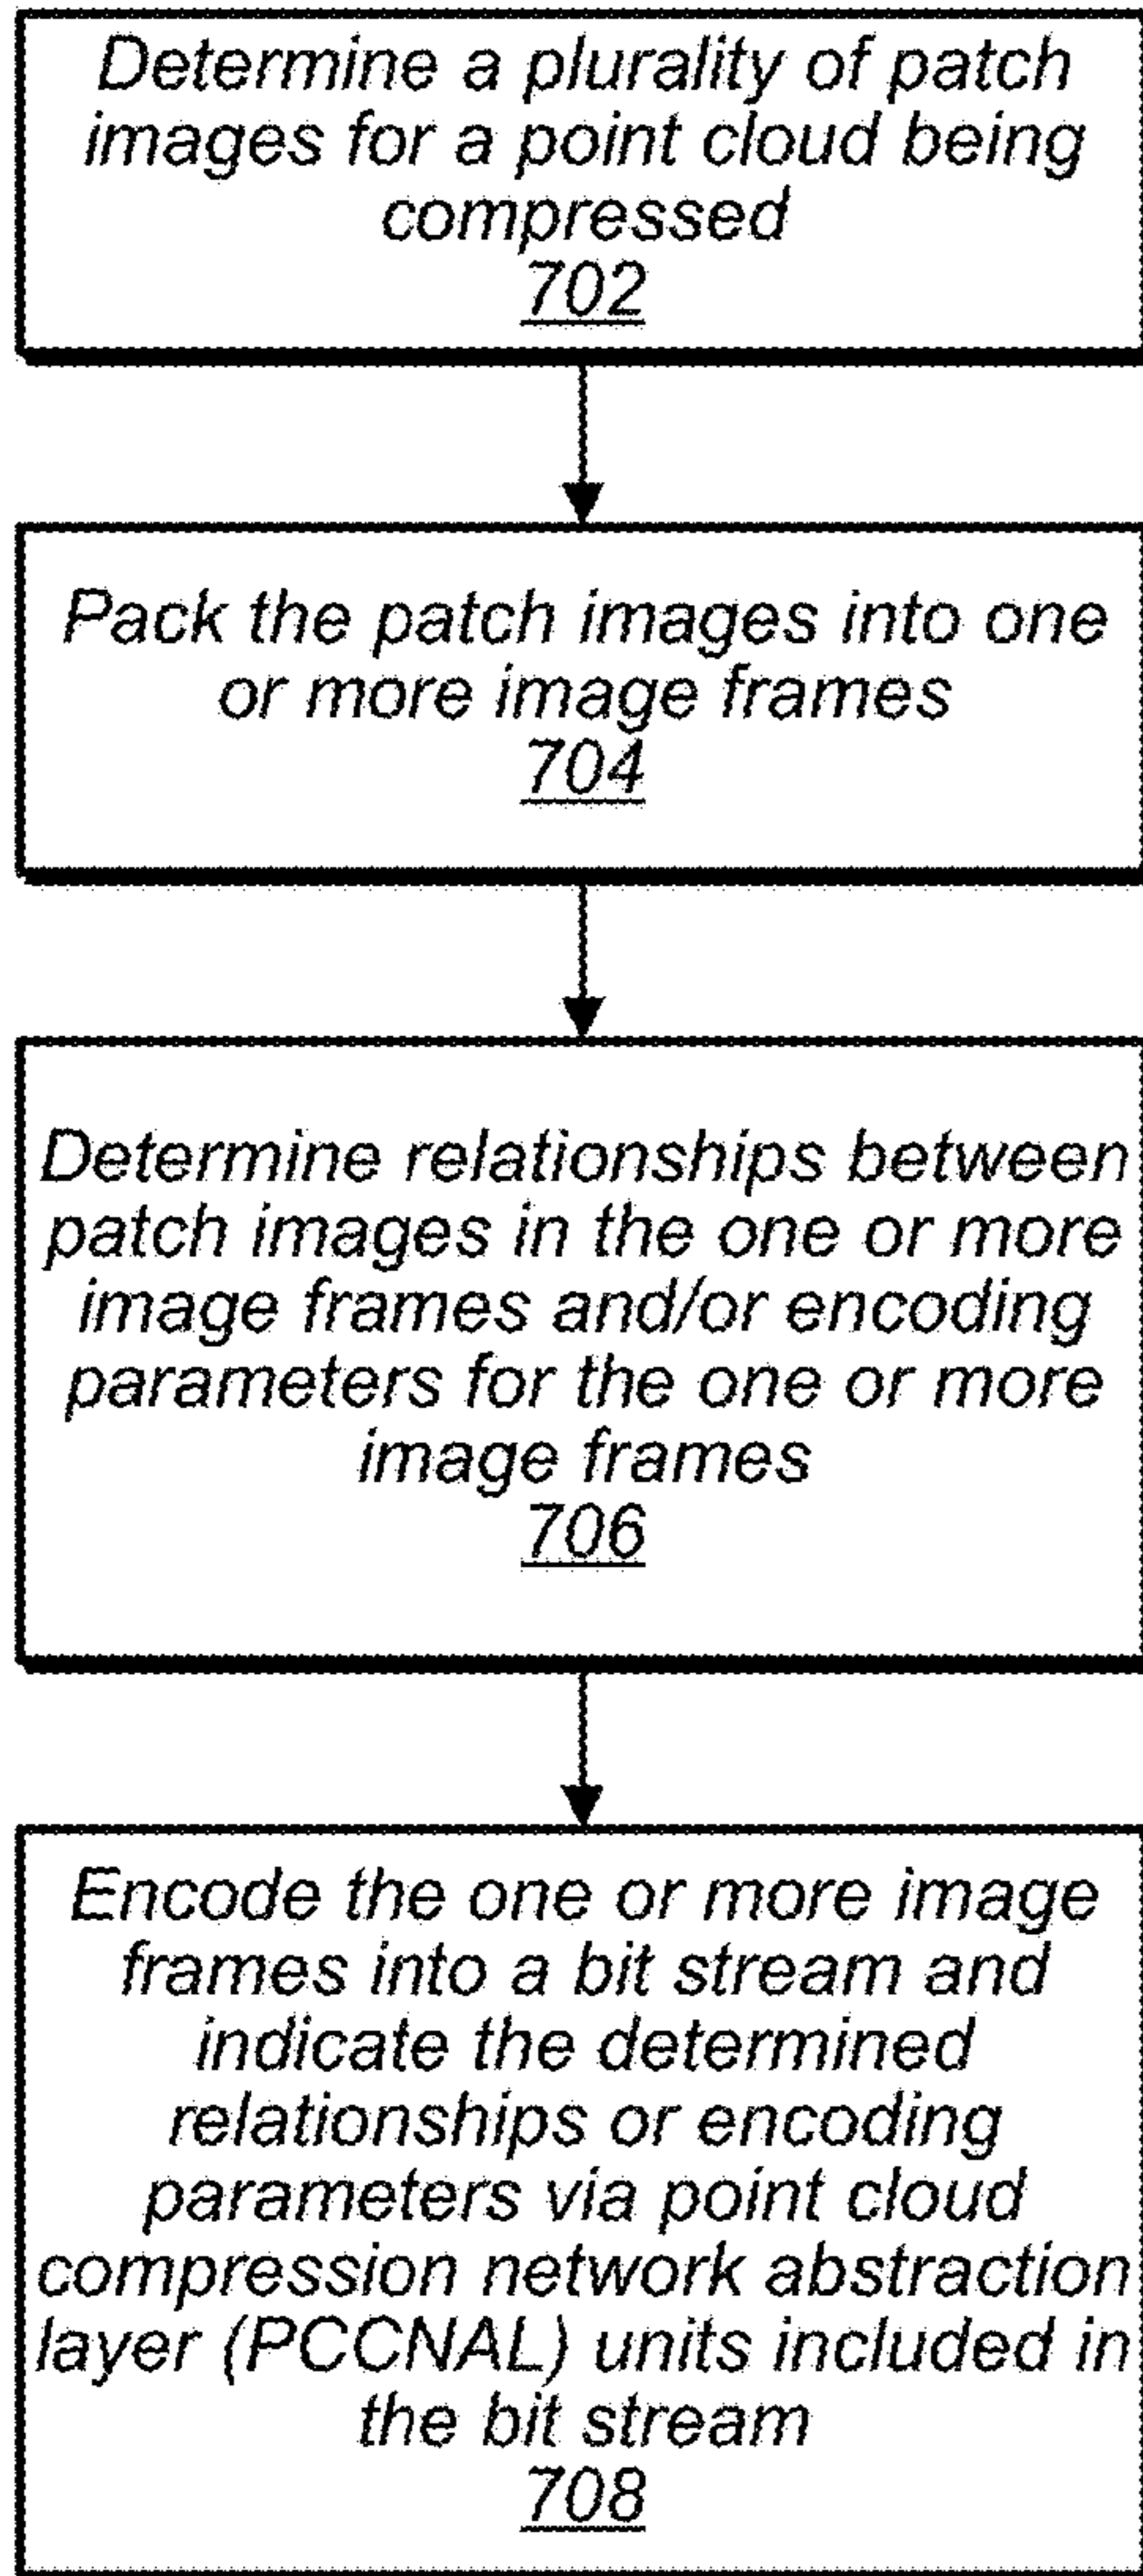 Determine a plurality of patch
images for a point cloud being
compressed
702
Pack the patch images into one
or more image frames
704
Determine relationships between
patch images in the one or more
image frames and/or encoding
parameters for the one or more
image frames
706
Encode the one or more image
frames into a bit stream and
indicate the determined
relationships or encoding
parameters via point cloud
compression network abstraction
layer (PCCNAL) units included in
the bit stream
708